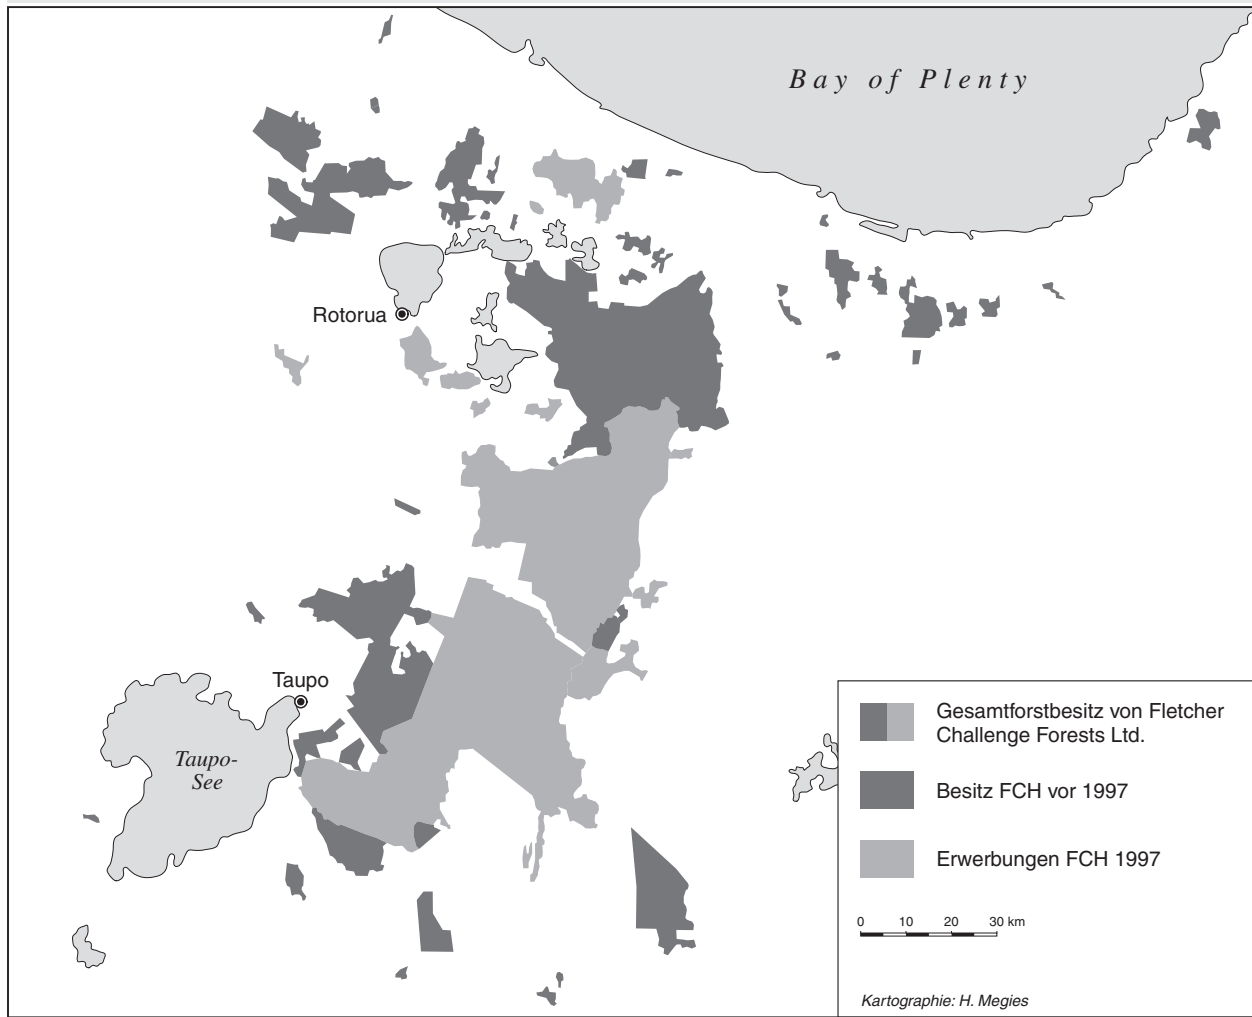 Bay of Plenty
Rotorua
Taupo
Taupo-
See
Gesamtforstbesitz von Fletcher
Challenge Forests Ltd.
Besitz FCH vor 1997
Erwerbungen FCH 1997
0 10 20 30 km
Kartographie: H. Megies